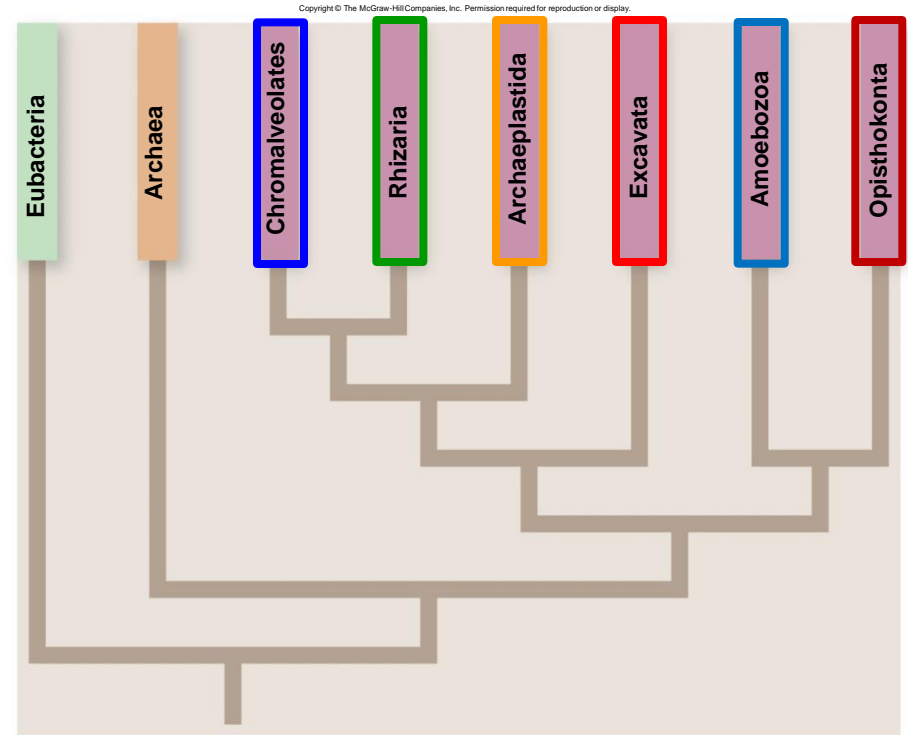 Copyright © The McGraw-Hill Companies, Inc. Permission required for reproduction or display.
Eubacteria
Archaea
Chromalveolates
Rhizaria
Archaeplastida
Excavata
Amoebozoa
Opisthokonta